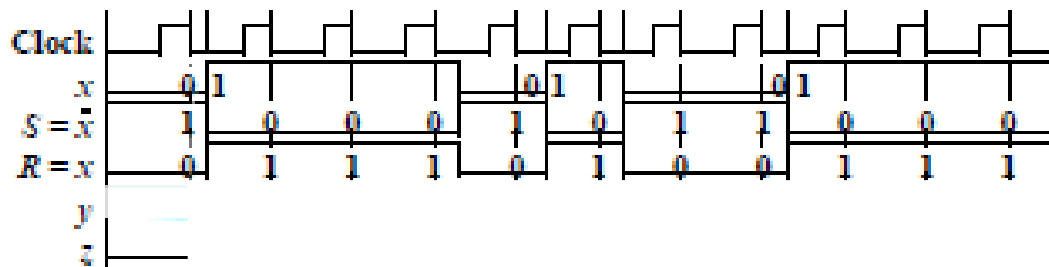 Clock
x 0 1 0 1 0 1
S = x̄ 1 0 0 0 1 0 1 1 0 0 0
R = x 0 1 1 1 0 1 0 0 1 1 1
y
z